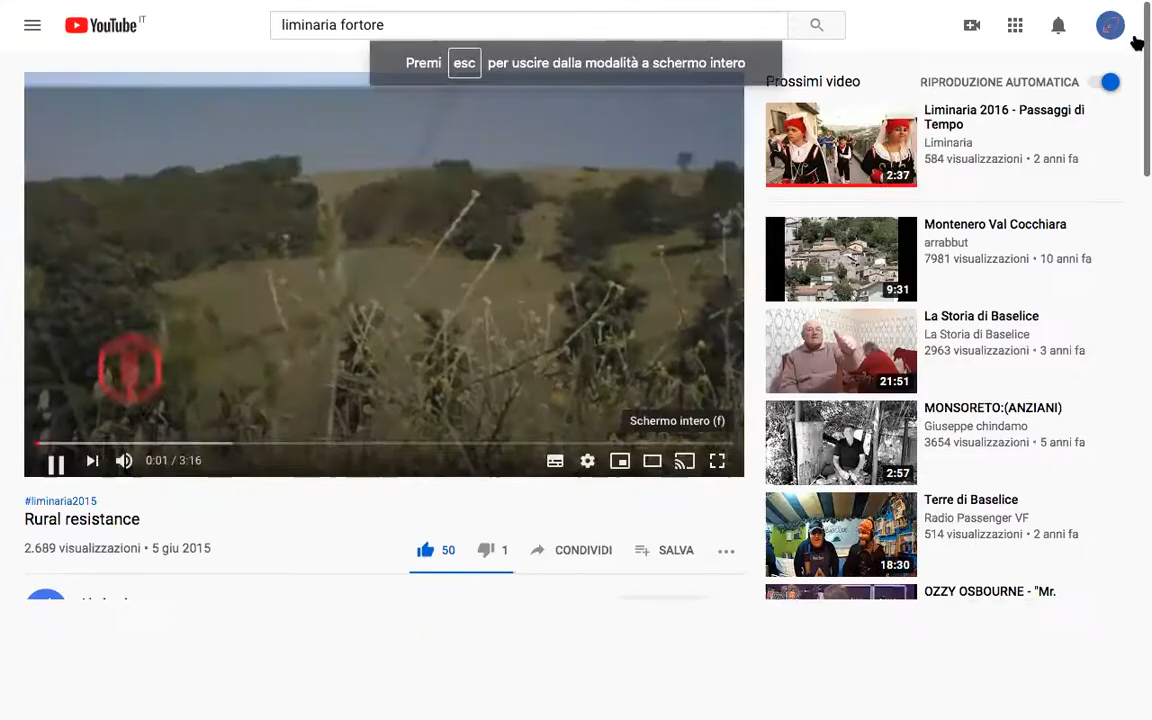 YouTube IT
liminaria fortore
Premi esc per uscire dalla modalità a schermo intero
Schermo intero (f)
0:01 / 3:16
#liminaria2015
Rural resistance
2.689 visualizzazioni • 5 giu 2015
50
1
CONDIVIDI
SALVA
Prossimi video
RIPRODUZIONE AUTOMATICA
2:37
Liminaria 2016 - Passaggi di
Tempo
Liminaria
584 visualizzazioni • 2 anni fa
9:31
Montenero Val Cocchiara
arrabbut
7981 visualizzazioni • 10 anni fa
21:51
La Storia di Baselice
La Storia di Baselice
2963 visualizzazioni • 3 anni fa
2:57
MONSORETO:(ANZIANI)
Giuseppe chindamo
3654 visualizzazioni • 5 anni fa
18:30
Terre di Baselice
Radio Passenger VF
514 visualizzazioni • 2 anni fa
OZZY OSBOURNE - "Mr.